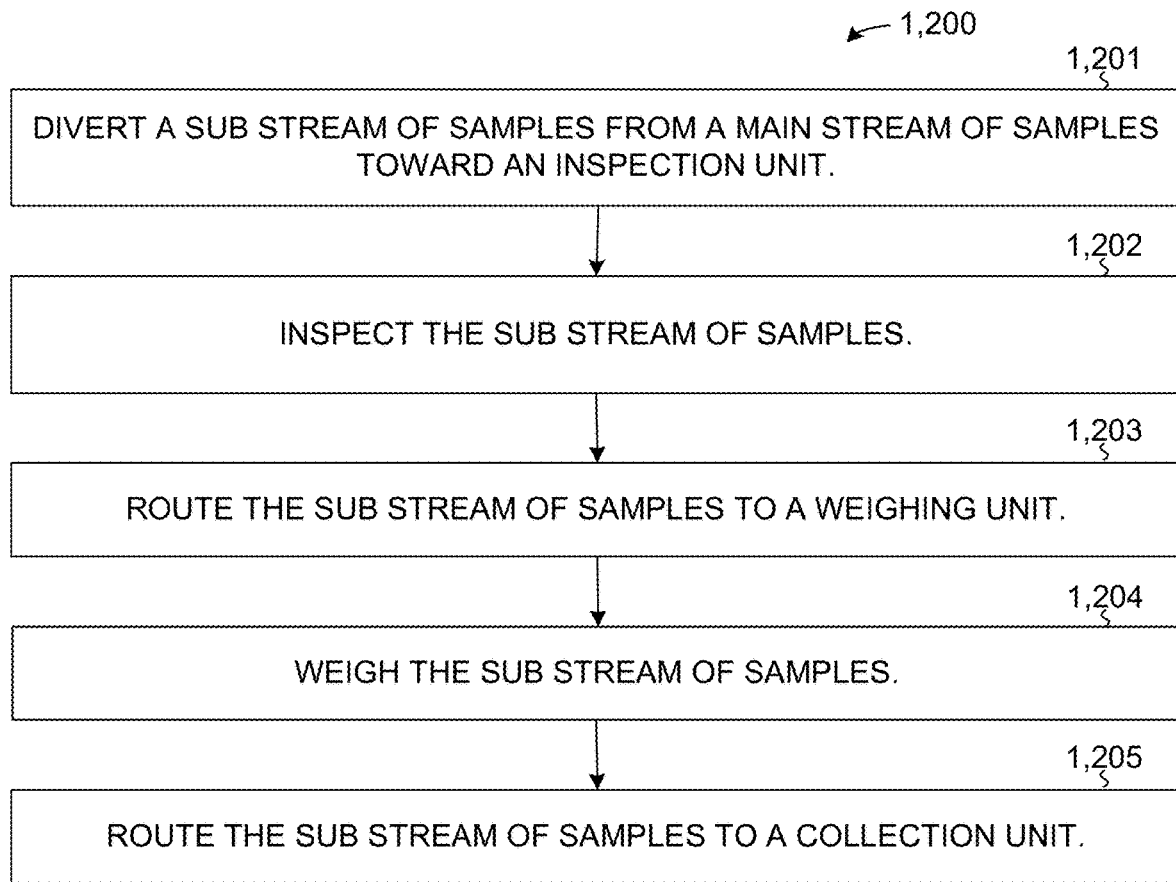 1,200
1,201
DIVERT A SUB STREAM OF SAMPLES FROM A MAIN STREAM OF SAMPLES
TOWARD AN INSPECTION UNIT.
1,202
INSPECT THE SUB STREAM OF SAMPLES.
1,203
ROUTE THE SUB STREAM OF SAMPLES TO A WEIGHING UNIT.
1,204
WEIGH THE SUB STREAM OF SAMPLES.
1,205
ROUTE THE SUB STREAM OF SAMPLES TO A COLLECTION UNIT.